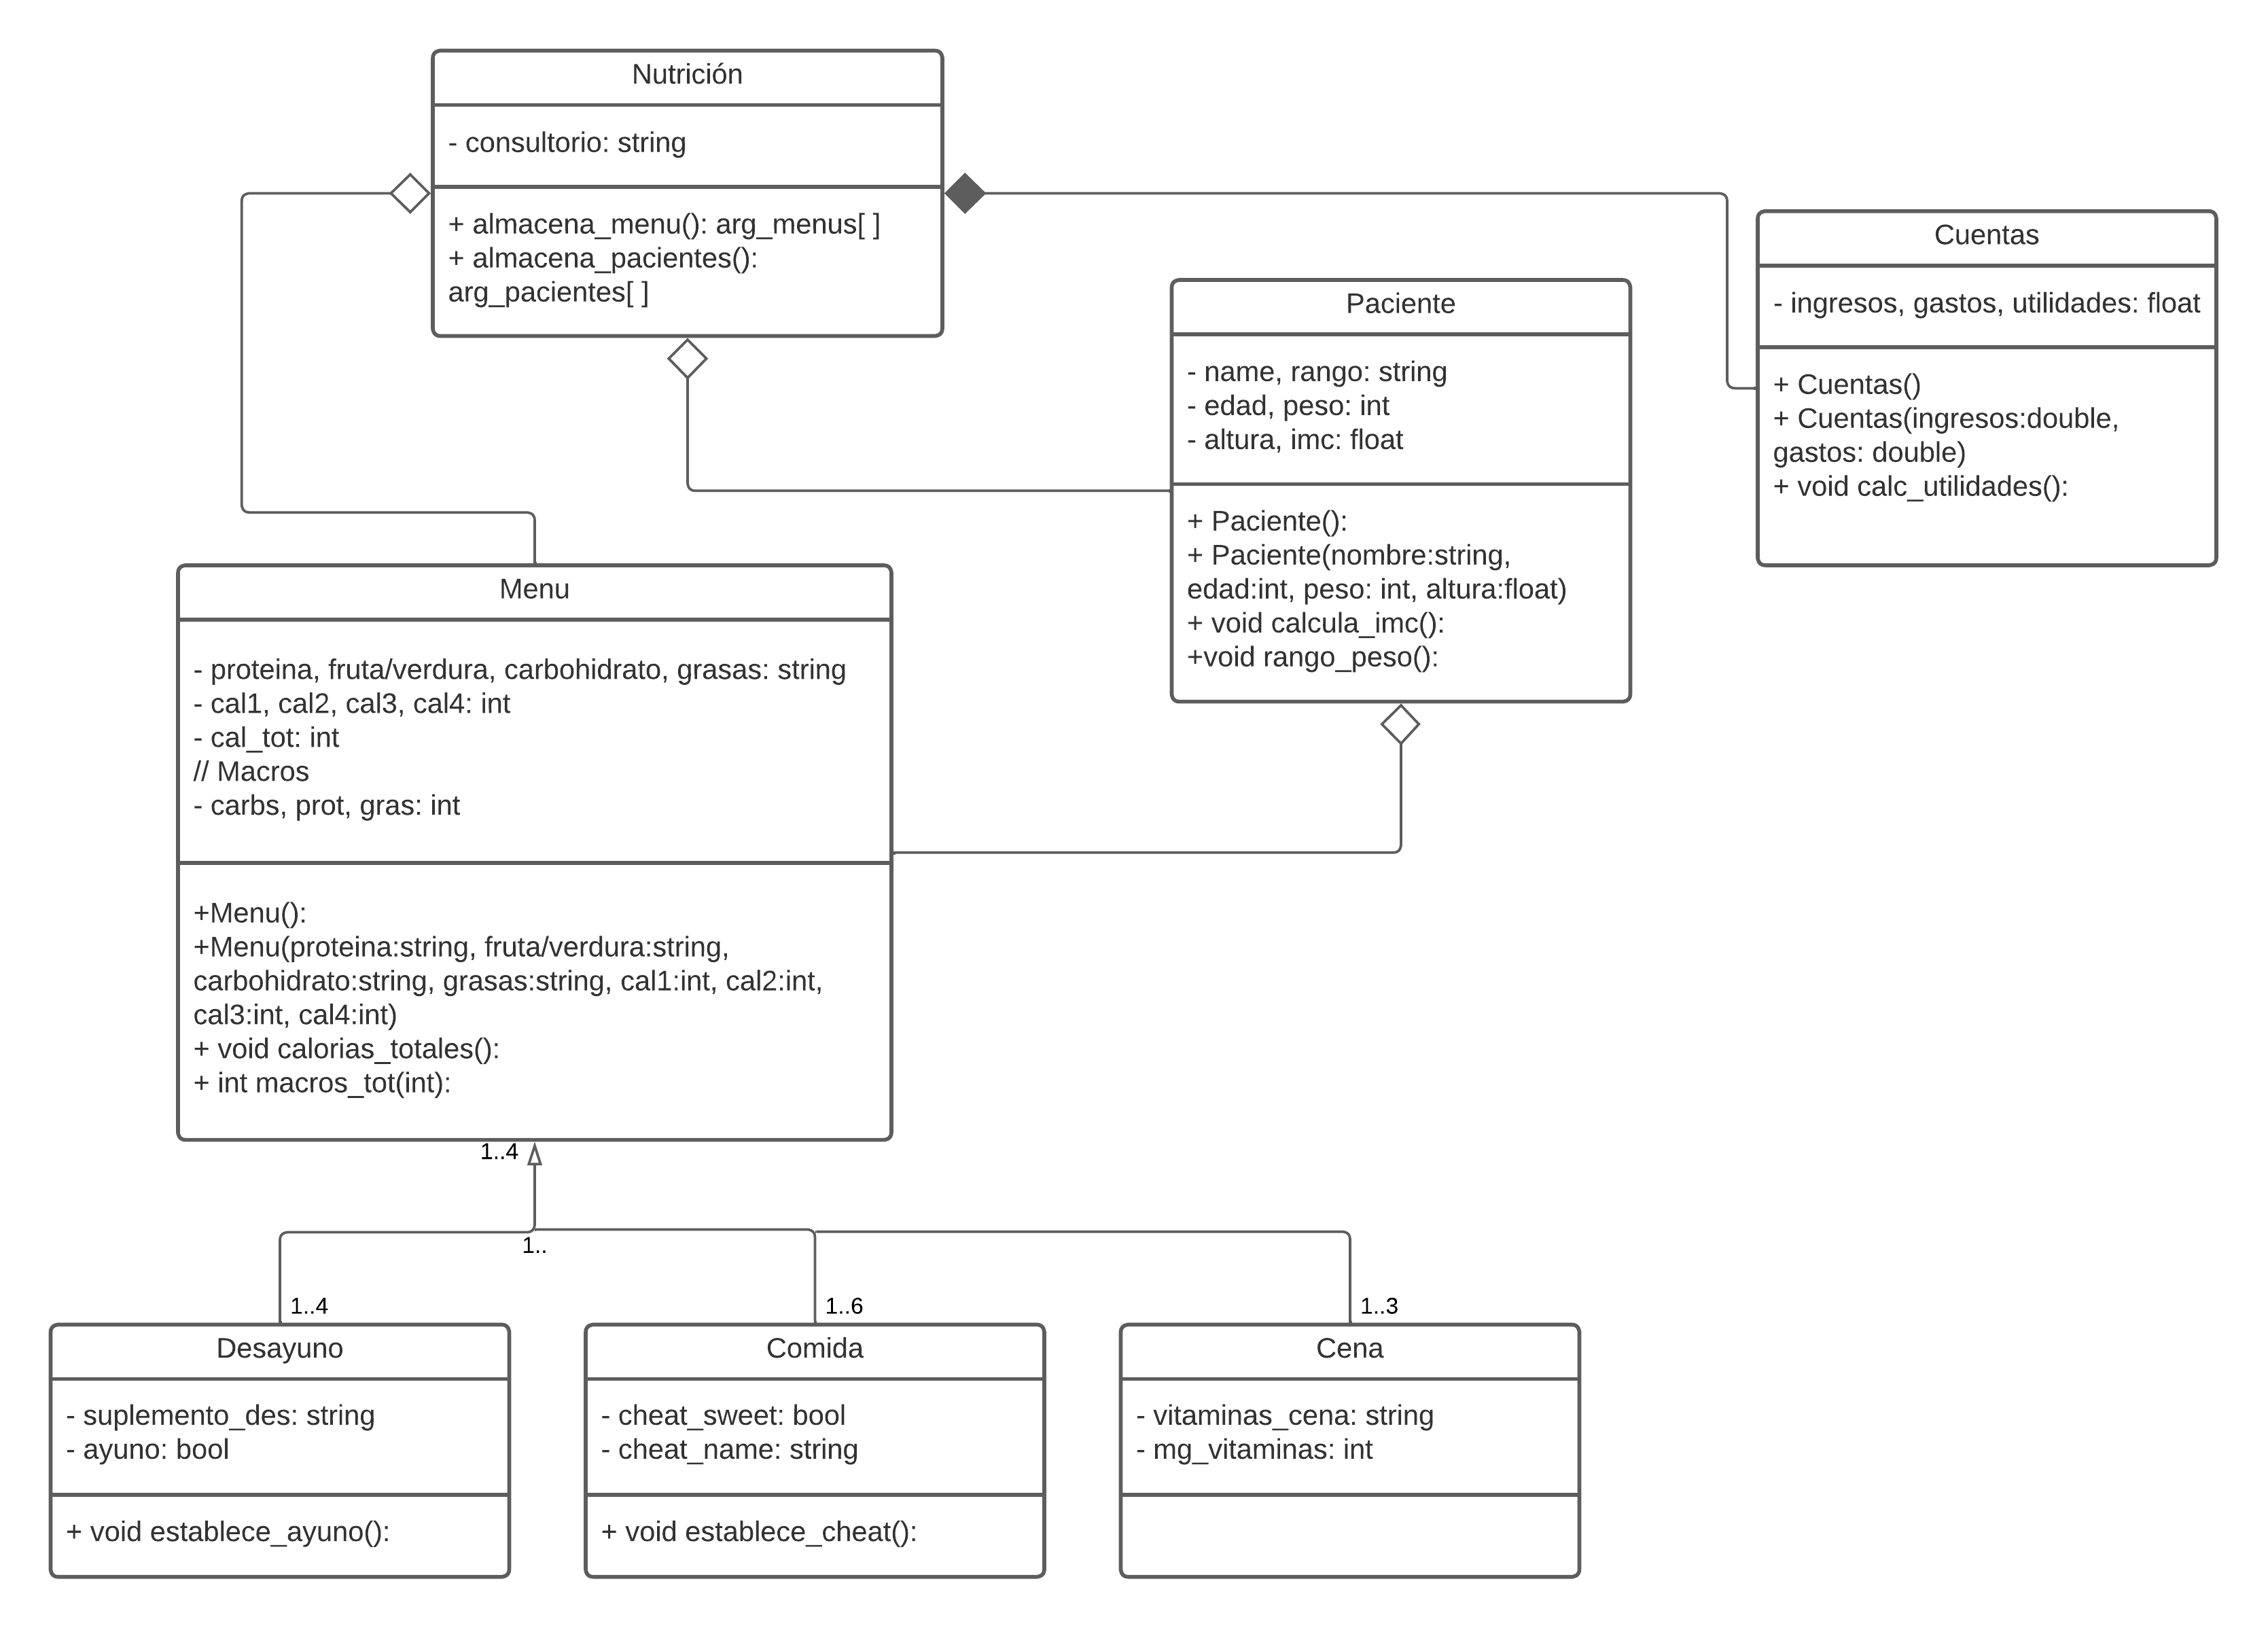 Nutrición
- consultorio: string
+ almacena_menu(): arg_menus[ ]
+ almacena_pacientes():
arg_pacientes[ ]
Cuentas
- ingresos, gastos, utilidades: float
+ Cuentas()
+ Cuentas(ingresos:double,
gastos: double)
+ void calc_utilidades():
Paciente
- name, rango: string
- edad, peso: int
- altura, imc: float
+ Paciente():
+ Paciente(nombre:string,
edad:int, peso: int, altura:float)
+ void calcula_imc():
+void rango_peso():
Menu
- proteina, fruta/verdura, carbohidrato, grasas: string
- cal1, cal2, cal3, cal4: int
- cal_tot: int
// Macros
- carbs, prot, gras: int
+Menu():
+Menu(proteina:string, fruta/verdura:string,
carbohidrato:string, grasas:string, cal1:int, cal2:int,
cal3:int, cal4:int)
+ void calorias_totales():
+ int macros_tot(int):
1..4
1..
1..4
1..6
1..3
Desayuno
- suplemento_des: string
- ayuno: bool
+ void establece_ayuno():
Comida
- cheat_sweet: bool
- cheat_name: string
+ void establece_cheat():
Cena
- vitaminas_cena: string
- mg_vitaminas: int